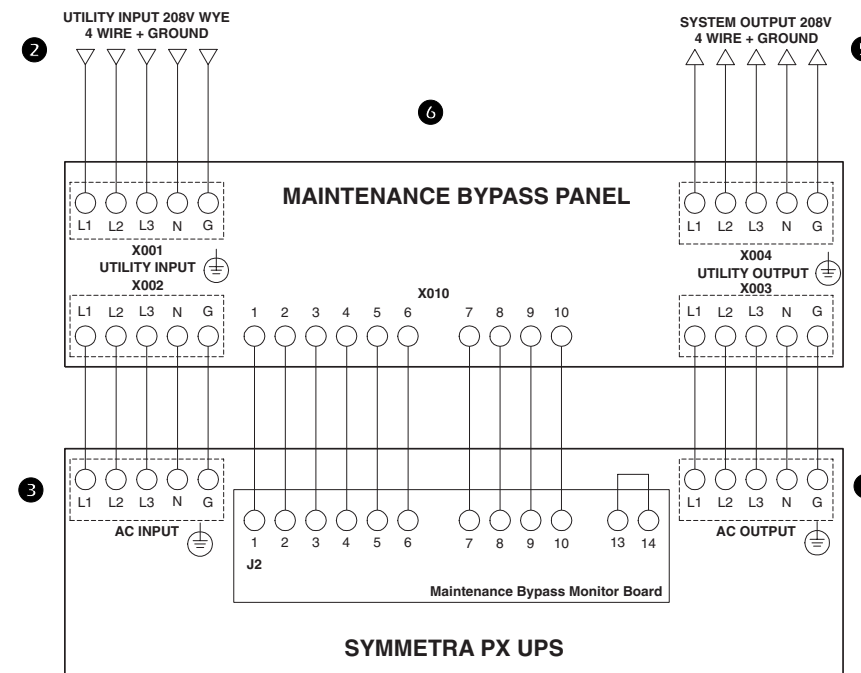 UTILITY INPUT 208V WYE
4 WIRE + GROUND
SYSTEM OUTPUT 208V
4 WIRE + GROUND
2
6
MAINTENANCE BYPASS PANEL
L1 L2 L3 N G
X001
UTILITY INPUT
X002
L1 L2 L3 N G
X010
1 2 3 4 5 6 7 8 9 10
L1 L2 L3 N G
X004
UTILITY OUTPUT
X003
L1 L2 L3 N G
3
L1 L2 L3 N G
AC INPUT
1 2 3 4 5 6 7 8 9 10 13 14
J2
Maintenance Bypass Monitor Board
L1 L2 L3 N G
AC OUTPUT
SYMMETRA PX UPS